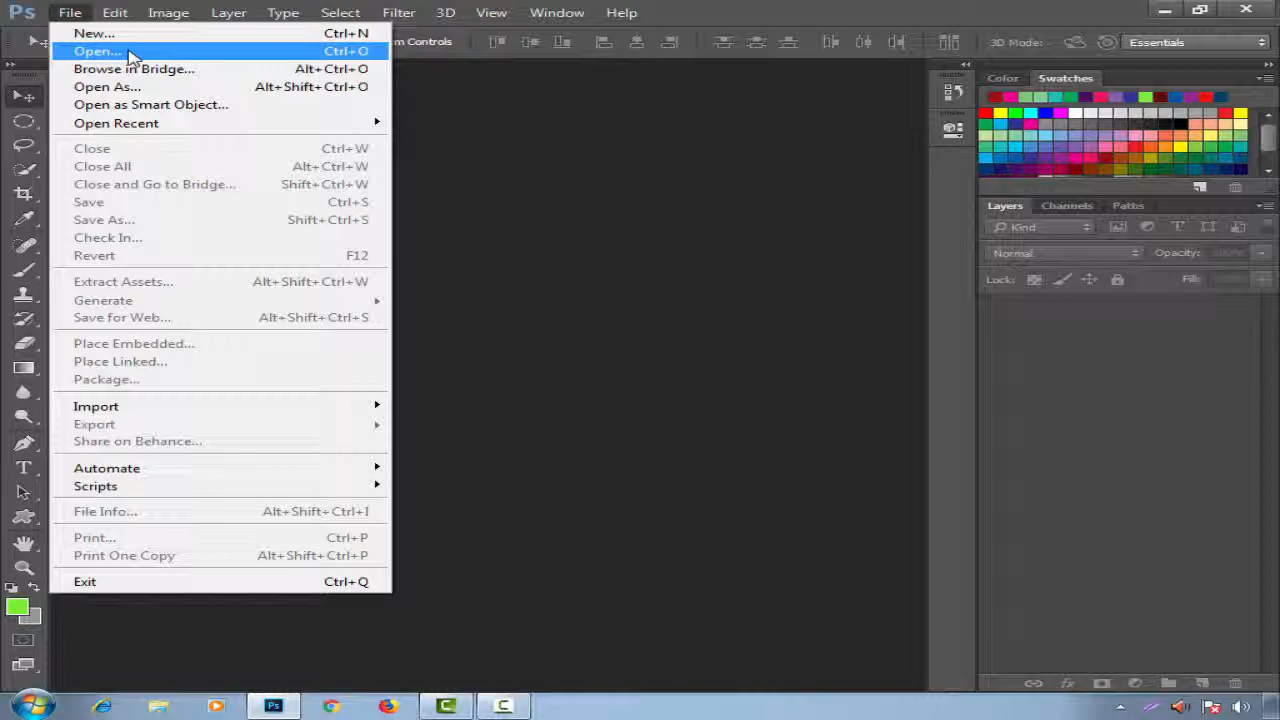 Ps File Edit Image Layer Type Select Filter 3D View Window Help
m Controls 3D Mode: Essentials
New... Ctrl+N
Open... Ctrl+O
Browse in Bridge... Alt+Ctrl+O
Open As... Alt+Shift+Ctrl+O
Open as Smart Object...
Open Recent
Close Ctrl+W
Close All Alt+Ctrl+W
Close and Go to Bridge... Shift+Ctrl+W
Save Ctrl+S
Save As... Shift+Ctrl+S
Check In...
Revert F12
Extract Assets... Alt+Shift+Ctrl+W
Generate
Save for Web... Alt+Shift+Ctrl+S
Place Embedded...
Place Linked...
Package...
Import
Export
Share on Behance...
Automate
Scripts
File Info... Alt+Shift+Ctrl+I
Print... Ctrl+P
Print One Copy Alt+Shift+Ctrl+P
Exit Ctrl+Q
Color Swatches
Layers Channels Paths
Kind
Normal Opacity: 100%
Lock: Fill:
fx
Ps